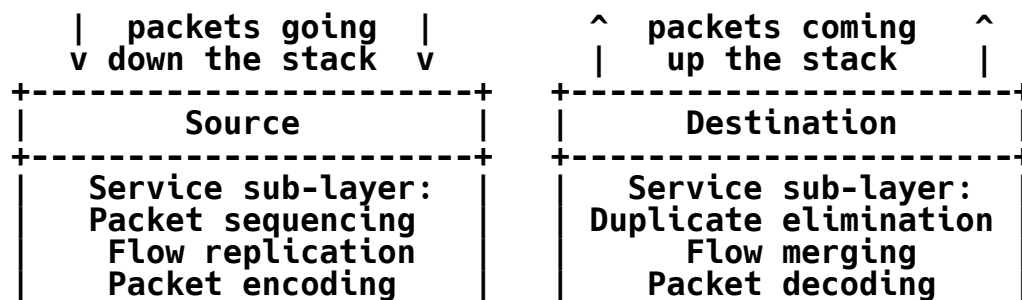 |  packets going  |        ^  packets coming   ^
v down the stack  v        |   up the stack    |
+-----------------------+   +-----------------------+
|        Source         |   |      Destination      |
+-----------------------+   +-----------------------+
|   Service sub-layer:  |   |   Service sub-layer:  |
|   Packet sequencing   |   | Duplicate elimination |
|    Flow replication   |   |      Flow merging     |
|    Packet encoding    |   |    Packet decoding    |